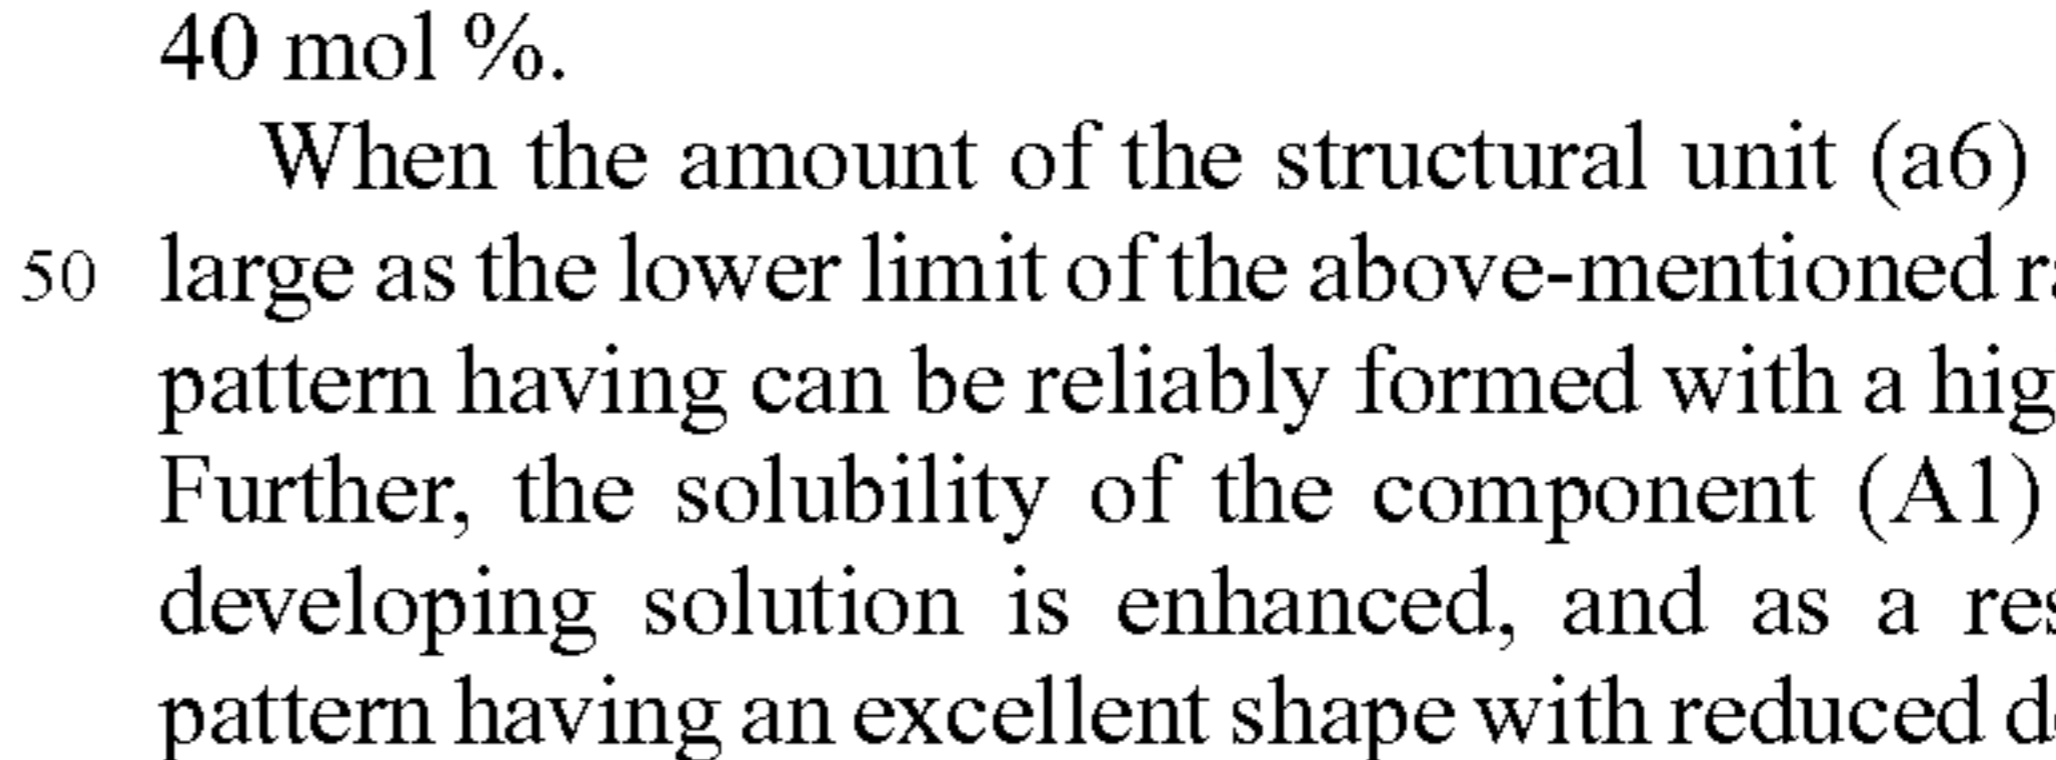 40 mol %.
When the amount of the structural unit (a6)
50 large as the lower limit of the above-mentioned
pattern having can be reliably formed with a
Further, the solubility of the component (A1)
developing solution is enhanced, and as a
pattern having an excellent shape with reduced